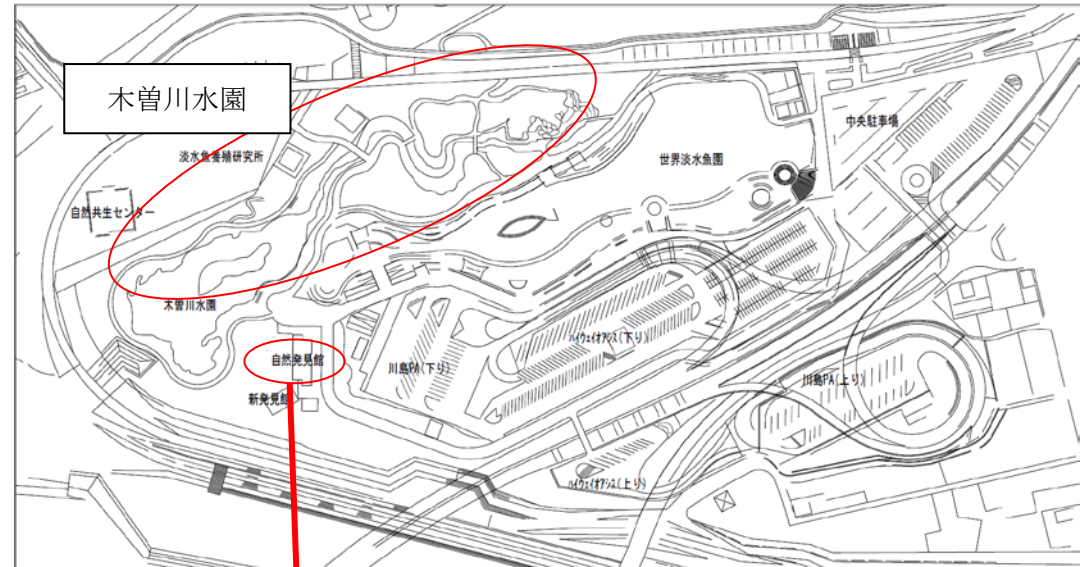 木曽川水園
中央駐車場
淡水魚養殖研究所
世界淡水魚園
自然共生センター
木曽川水園
ハイウェイオアシス(下り)
自然発見館
川島PA(下り)
川島PA(上り)
新発見館
ハイウェイオアシス(上り)